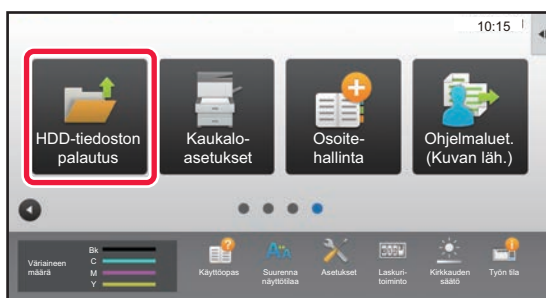 10:15
HDD-tiedoston
palautus
Kaukalo-
asetukset
Osoite-
hallinta
Ohjelmaluet.
(Kuvan läh.)
Väriaineen
määrä
Bk
C
M
Y
Käyttöopas
Suurenna
näyttötilaa
Asetukset
Laskuri-
toiminto
Kirkkauden
säätö
Työn tila